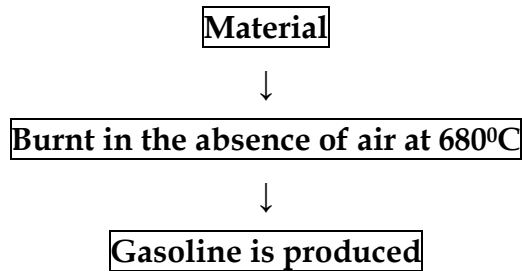 Material
↓
Burnt in the absence of air at 680⁰C
↓
Gasoline is produced